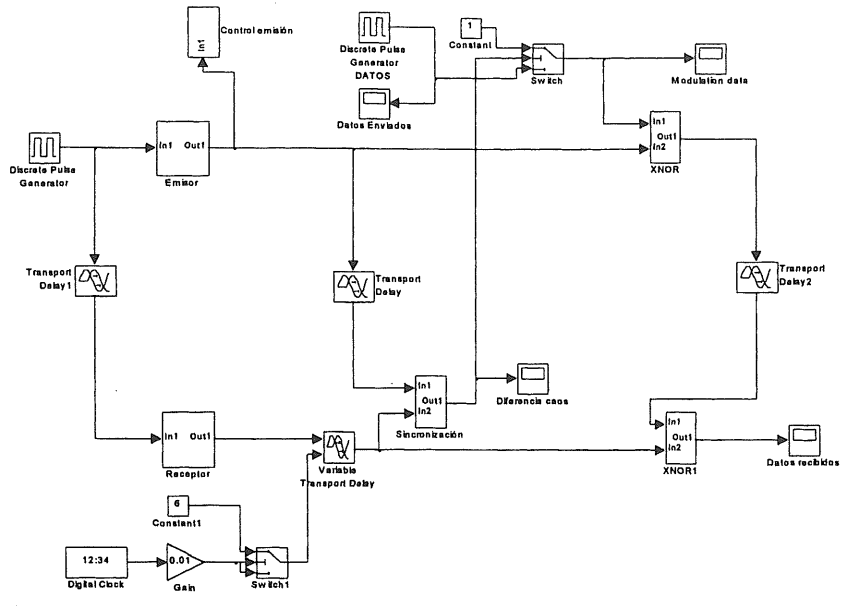 In1
Control emisión
Discrete Pulse
Generator
DATOS
1
Constant
Switch
Modulation data
Datos Enviados
In1 Out1
Emisor
Discrete Pulse
Generator
In1
Out1
In2
XNOR
Transport
Delay1
Transport
Delay
Transport
Delay2
In1
Out1
In2
Sincronización
Diferencia caos
In1 Out1
Receptor
Variable
Transport Delay
In1
Out1
In2
XNOR1
Datos recibidos
6
Constant1
12:34
Digital Clock
0.01
Gain
Switch1